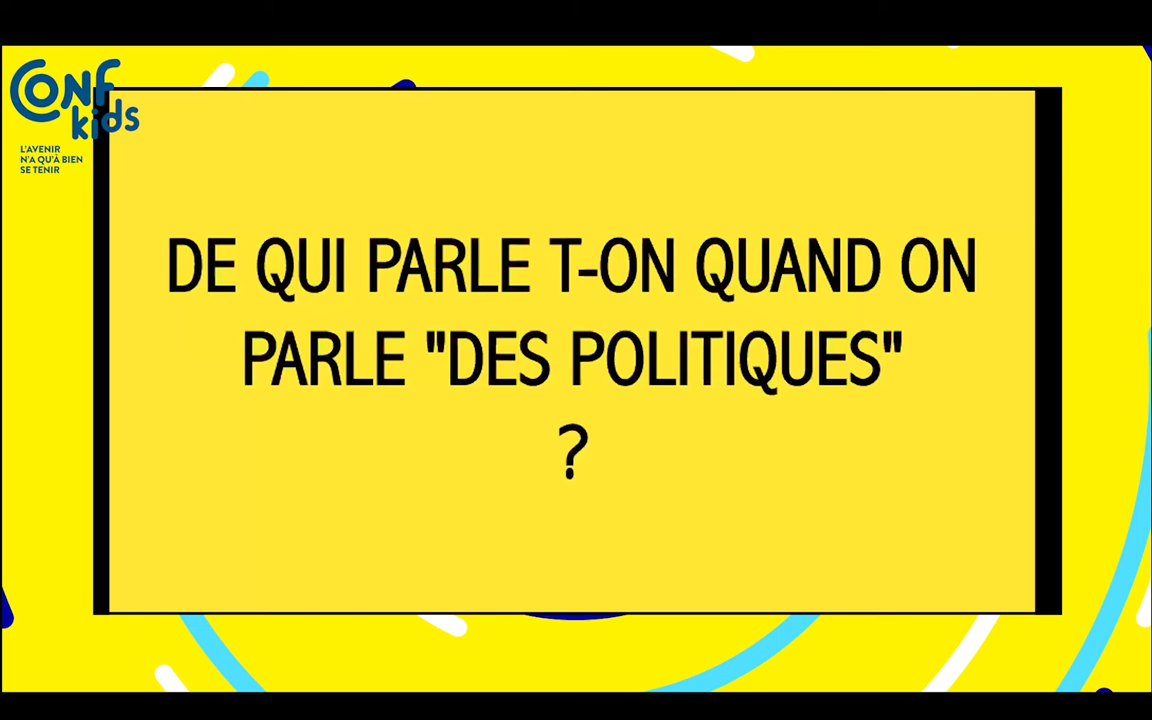 CONF
kids
L'AVENIR
N'A QU'À BIEN
SE TENIR
DE QUI PARLE T-ON QUAND ON
PARLE "DES POLITIQUES"
?